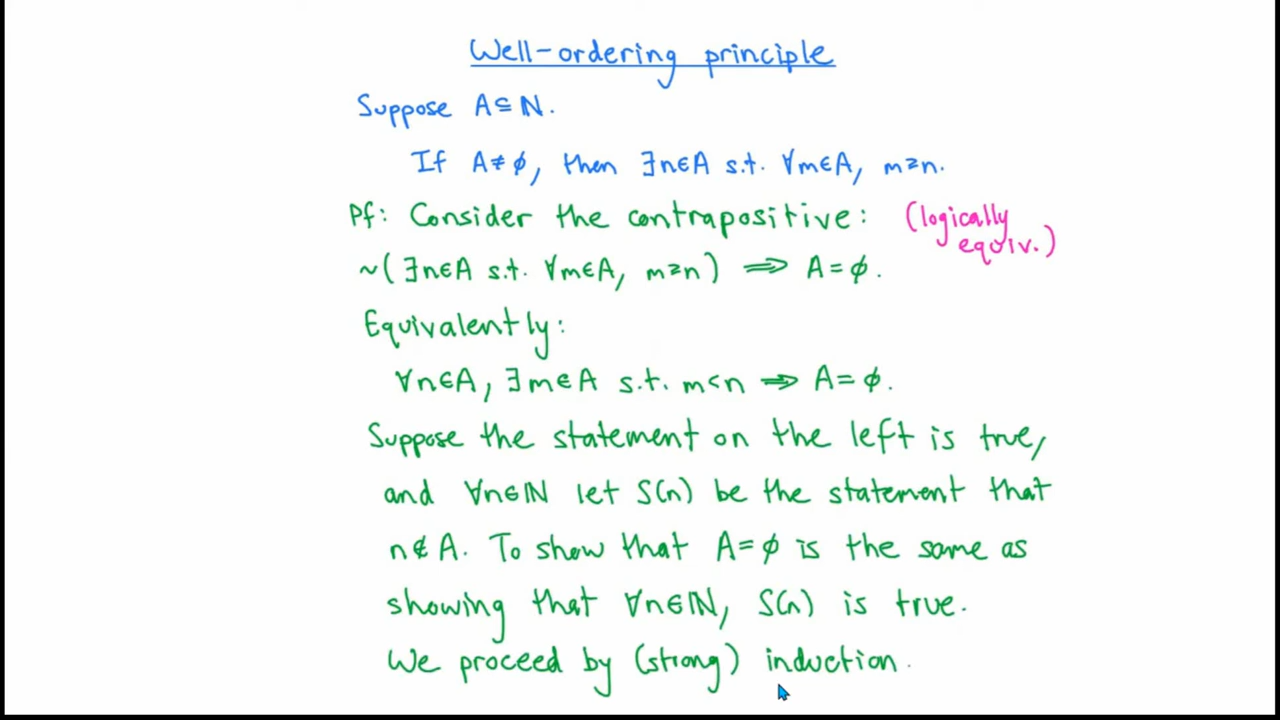 Well-ordering principle
Suppose A⊆ℕ.
If A≠∅, then ∃n∈A s.t. ∀m∈A, m≥n.
Pf: Consider the contrapositive: (logically
equiv.)
~(∃n∈A s.t. ∀m∈A, m≥n) ⟹ A=∅.
Equivalently:
∀n∈A, ∃m∈A s.t. m<n ⟹ A=∅.
Suppose the statement on the left is true,
and ∀n∈ℕ let S(n) be the statement that
n∉A. To show that A=∅ is the same as
showing that ∀n∈ℕ, S(n) is true.
We proceed by (strong) induction.